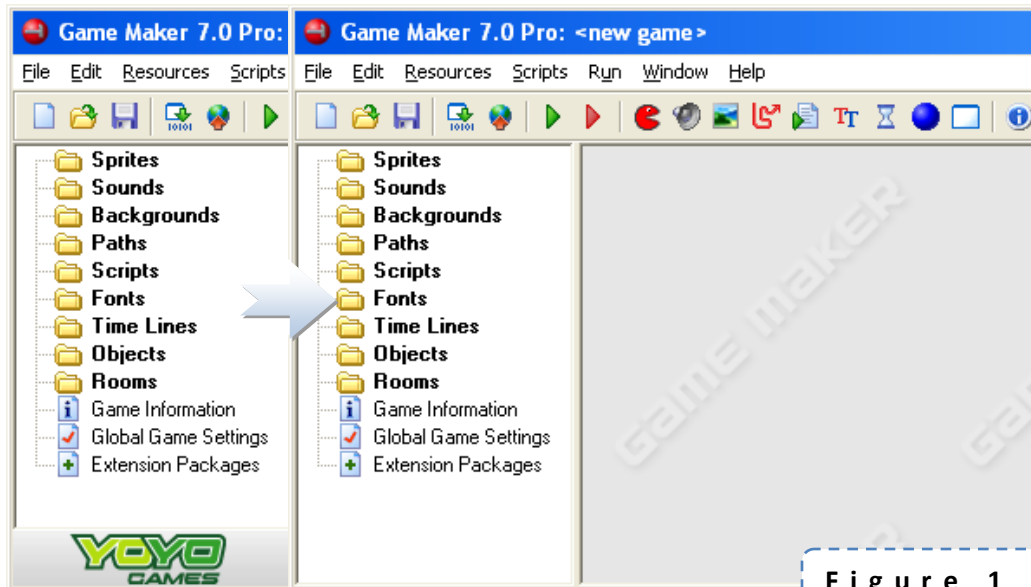 Game Maker 7.0 Pro:
File Edit Resources Scripts
Sprites
Sounds
Backgrounds
Paths
Scripts
Fonts
Time Lines
Objects
Rooms
Game Information
Global Game Settings
Extension Packages
YOYO
GAMES
Game Maker 7.0 Pro: <new game>
File Edit Resources Scripts Run Window Help
Sprites
Sounds
Backgrounds
Paths
Scripts
Fonts
Time Lines
Objects
Rooms
Game Information
Global Game Settings
Extension Packages
GAME MAKER
Figure 1